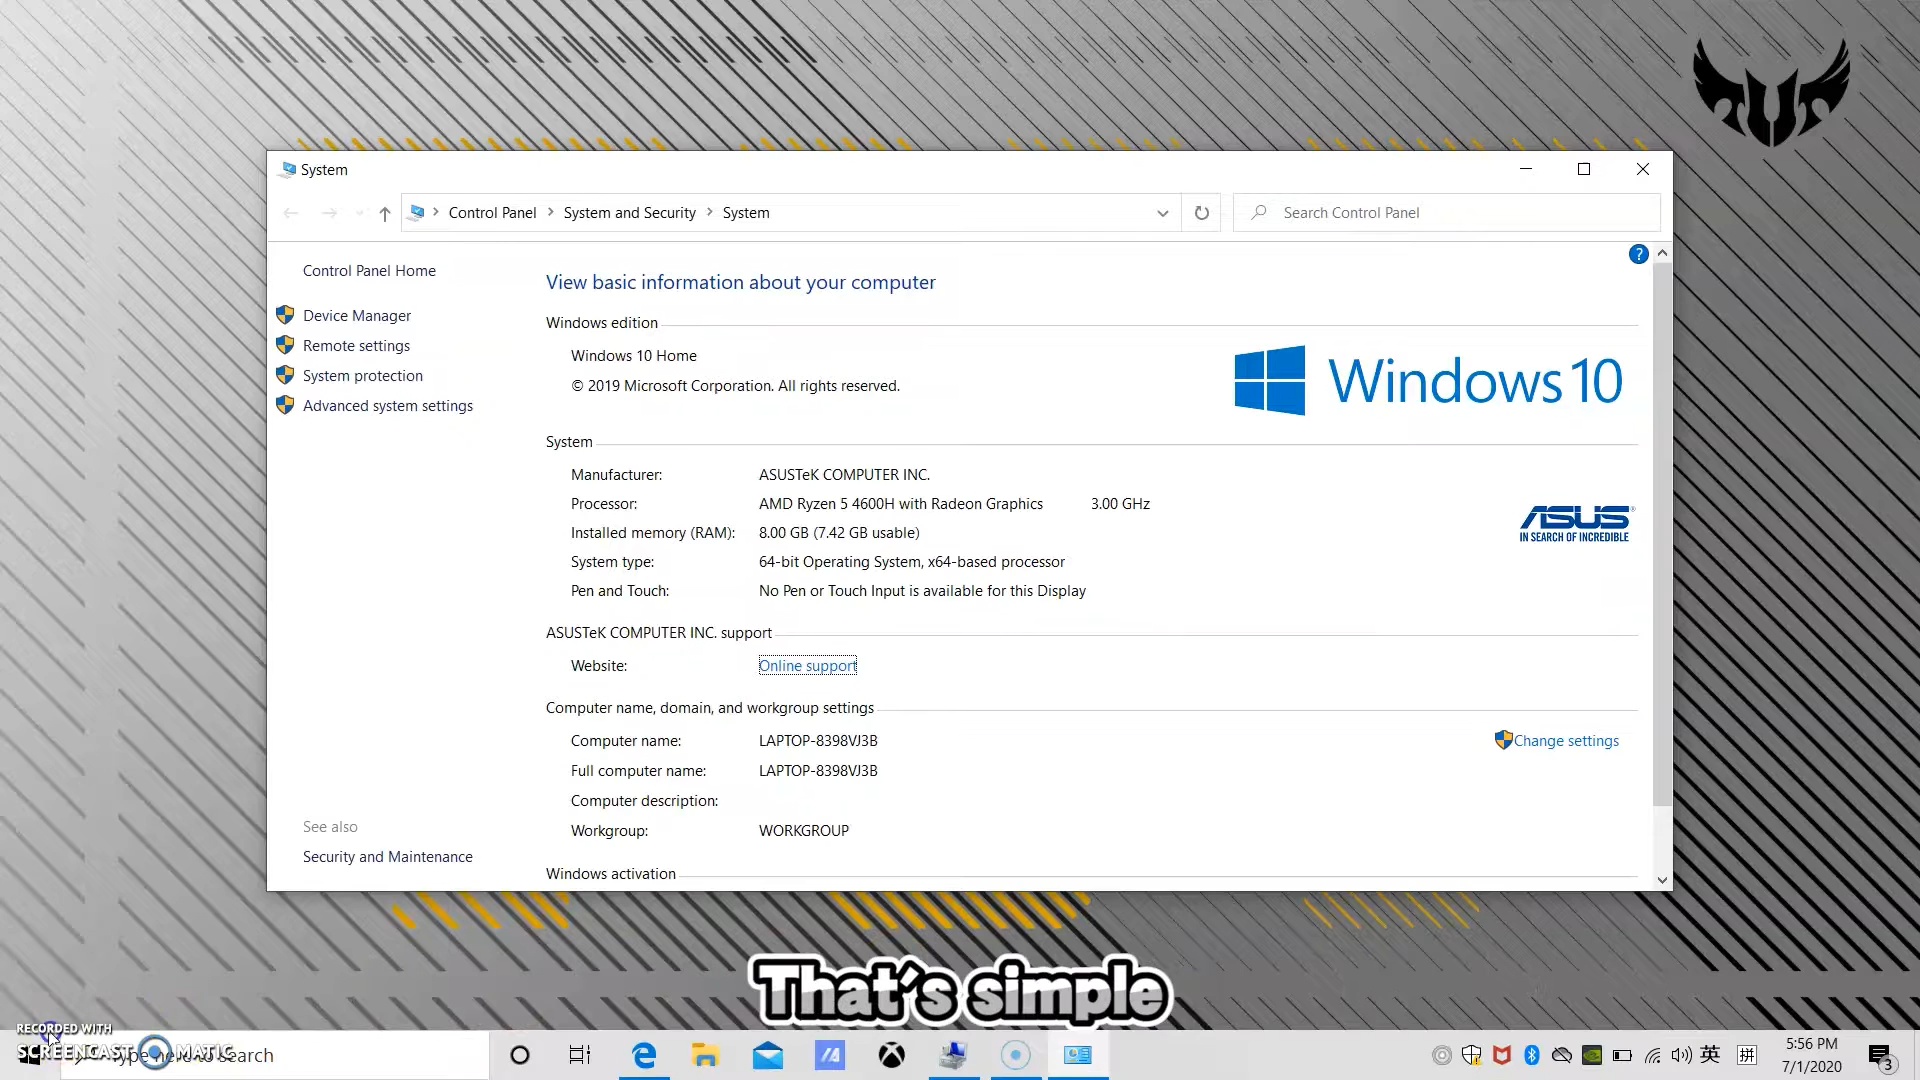 System
Control Panel > System and Security > System
Search Control Panel
?
Control Panel Home
Device Manager
Remote settings
System protection
Advanced system settings
See also
Security and Maintenance
View basic information about your computer
Windows edition
Windows 10 Home
© 2019 Microsoft Corporation. All rights reserved.
Windows 10
System
Manufacturer: ASUSTeK COMPUTER INC.
Processor: AMD Ryzen 5 4600H with Radeon Graphics 3.00 GHz
Installed memory (RAM): 8.00 GB (7.42 GB usable)
System type: 64-bit Operating System, x64-based processor
Pen and Touch: No Pen or Touch Input is available for this Display
ASUS
IN SEARCH OF INCREDIBLE
ASUSTeK COMPUTER INC. support
Website: Online support
Computer name, domain, and workgroup settings
Computer name: LAPTOP-8398VJ3B
Change settings
Full computer name: LAPTOP-8398VJ3B
Computer description:
Workgroup: WORKGROUP
Windows activation
That's simple
RECORDED WITH
SCREENCAST MATIC
Type here to search
英
拼
5:56 PM
7/1/2020
3